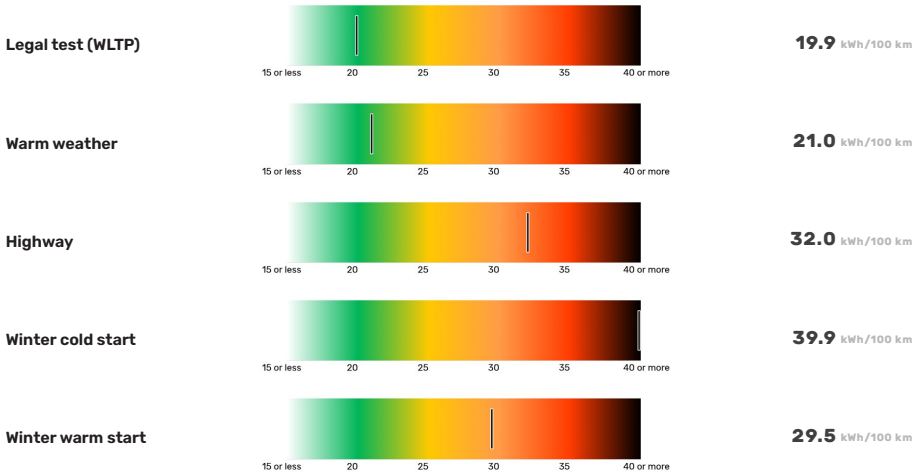 Legal test (WLTP)
19.9 kWh/100 km
15 or less 20 25 30 35 40 or more
Warm weather
21.0 kWh/100 km
15 or less 20 25 30 35 40 or more
Highway
32.0 kWh/100 km
15 or less 20 25 30 35 40 or more
Winter cold start
39.9 kWh/100 km
15 or less 20 25 30 35 40 or more
Winter warm start
29.5 kWh/100 km
15 or less 20 25 30 35 40 or more